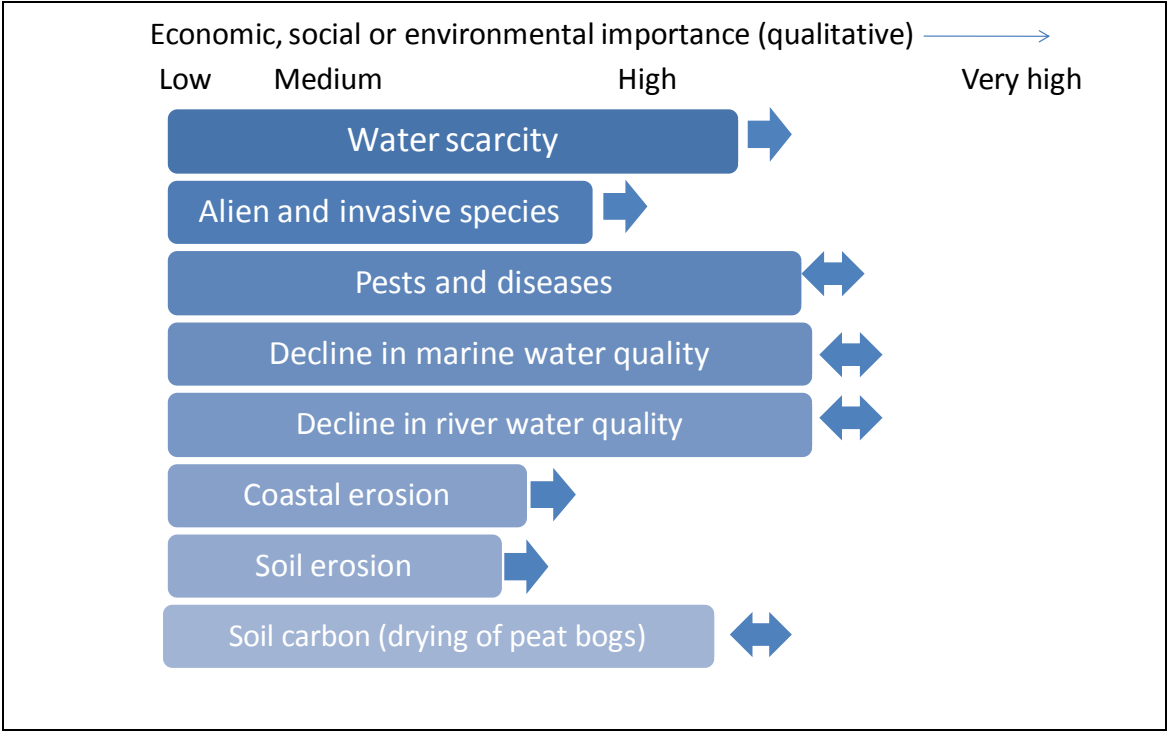 Economic, social or environmental importance (qualitative)
Low Medium High Very high
Water scarcity
Alien and invasive species
Pests and diseases
Decline in marine water quality
Decline in river water quality
Coastal erosion
Soil erosion
Soil carbon (drying of peat bogs)